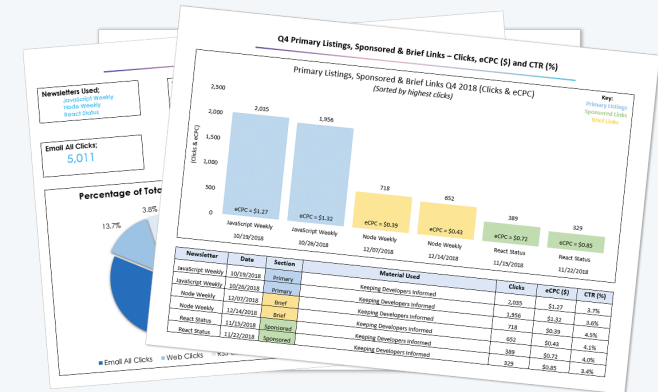 Newsletters Used;
JavaScript Weekly
Node Weekly
React Status
Email All Clicks;
5,011
Percentage of Tota
13.7%
3.8%
Email All Clicks
Web Clicks
Q4 Primary Listings, Sponsored & Brief Links – Clicks, eCPC ($) and CTR (%)
Primary Listings, Sponsored & Brief Links Q4 2018 (Clicks & eCPC)
(Sorted by highest clicks)
Key;
Primary Listings
Sponsored Links
Brief Links
(Clicks & eCPC)
2,500
2,000
1,500
1,000
500
0
2,035
1,956
718
652
389
329
eCPC = $1.27
eCPC = $1.32
eCPC = $0.39
eCPC = $0.43
eCPC = $0.72
eCPC = $0.85
JavaScript Weekly
JavaScript Weekly
Node Weekly
Node Weekly
React Status
React Status
10/19/2018
10/26/2018
12/07/2018
12/14/2018
11/15/2018
11/22/2018
Newsletter Date Section Material Used Clicks eCPC ($) CTR (%)
JavaScript Weekly 10/19/2018 Primary Keeping Developers Informed 2,035 $1.27 3.7%
JavaScript Weekly 10/26/2018 Primary Keeping Developers Informed 1,956 $1.32 3.6%
Node Weekly 12/07/2018 Brief Keeping Developers Informed 718 $0.39 4.5%
Node Weekly 12/14/2018 Brief Keeping Developers Informed 652 $0.43 4.1%
React Status 11/15/2018 Sponsored Keeping Developers Informed 389 $0.72 4.0%
React Status 11/22/2018 Sponsored Keeping Developers Informed 329 $0.85 3.4%